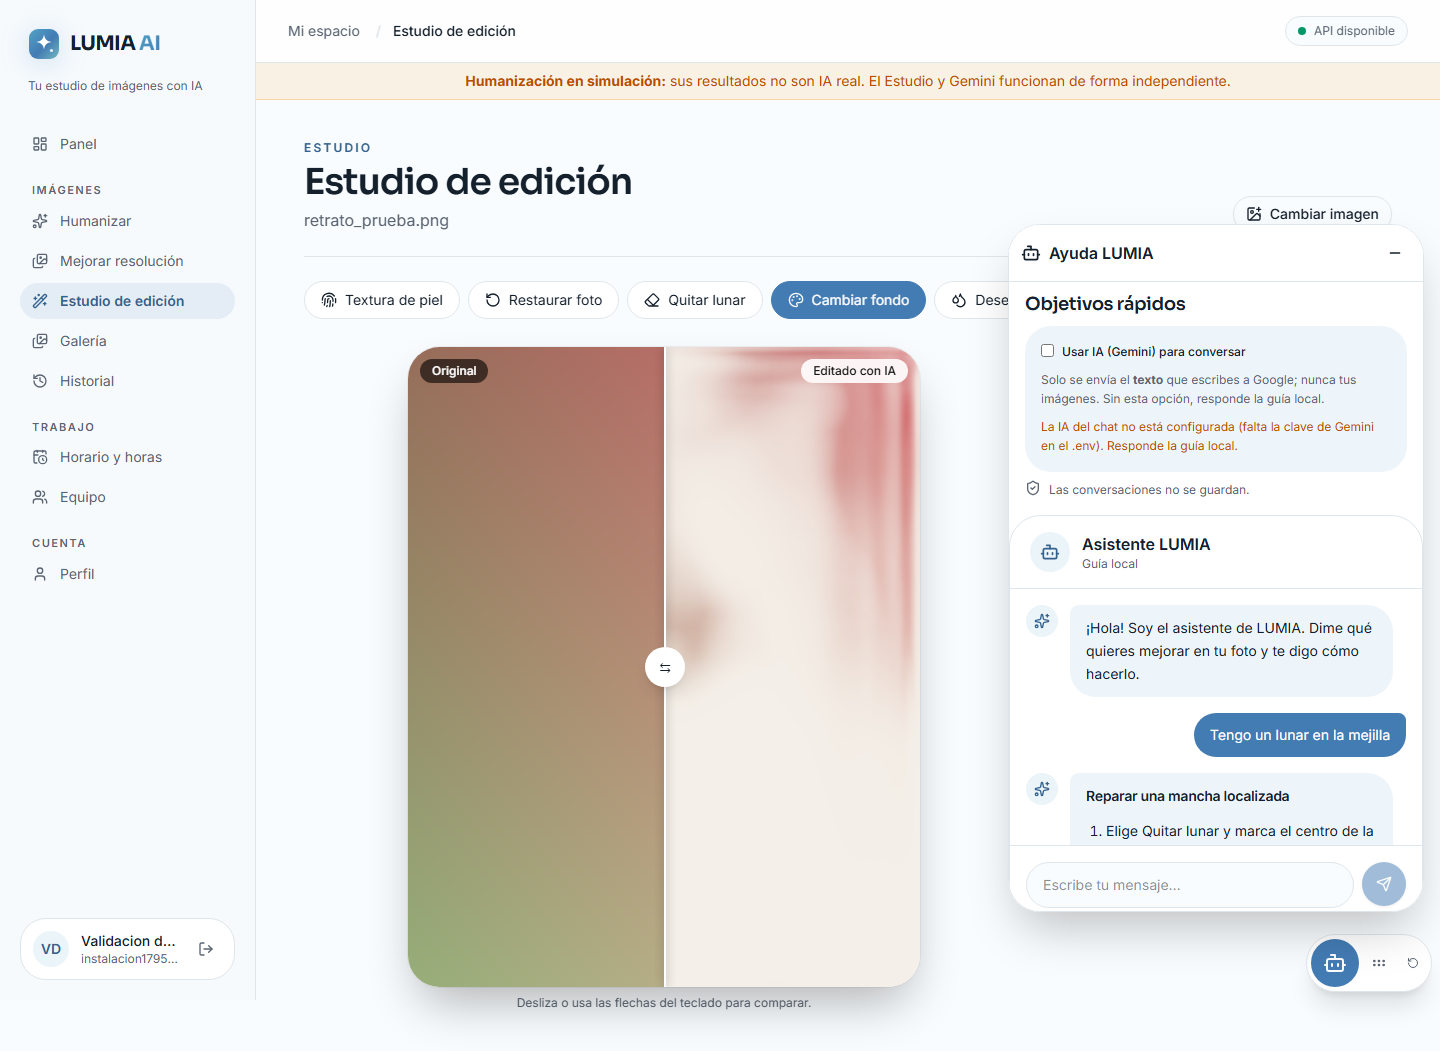 LUMIA AI
Tu estudio de imágenes con IA
Panel
IMÁGENES
Humanizar
Mejorar resolución
Estudio de edición
Galería
Historial
TRABAJO
Horario y horas
Equipo
CUENTA
Perfil
VD
Validacion d...
instalacion1795...
Mi espacio / Estudio de edición
API disponible
Humanización en simulación: sus resultados no son IA real. El Estudio y Gemini funcionan de forma independiente.
ESTUDIO
Estudio de edición
retrato_prueba.png
Cambiar imagen
Textura de piel
Restaurar foto
Quitar lunar
Cambiar fondo
Dese
Original
Editado con IA
Desliza o usa las flechas del teclado para comparar.
Ayuda LUMIA
Objetivos rápidos
Usar IA (Gemini) para conversar
Solo se envía el texto que escribes a Google; nunca tus
imágenes. Sin esta opción, responde la guía local.
La IA del chat no está configurada (falta la clave de Gemini
en el .env). Responde la guía local.
Las conversaciones no se guardan.
Asistente LUMIA
Guía local
¡Hola! Soy el asistente de LUMIA. Dime qué
quieres mejorar en tu foto y te digo cómo
hacerlo.
Tengo un lunar en la mejilla
Reparar una mancha localizada
1. Elige Quitar lunar y marca el centro de la
Escribe tu mensaje...